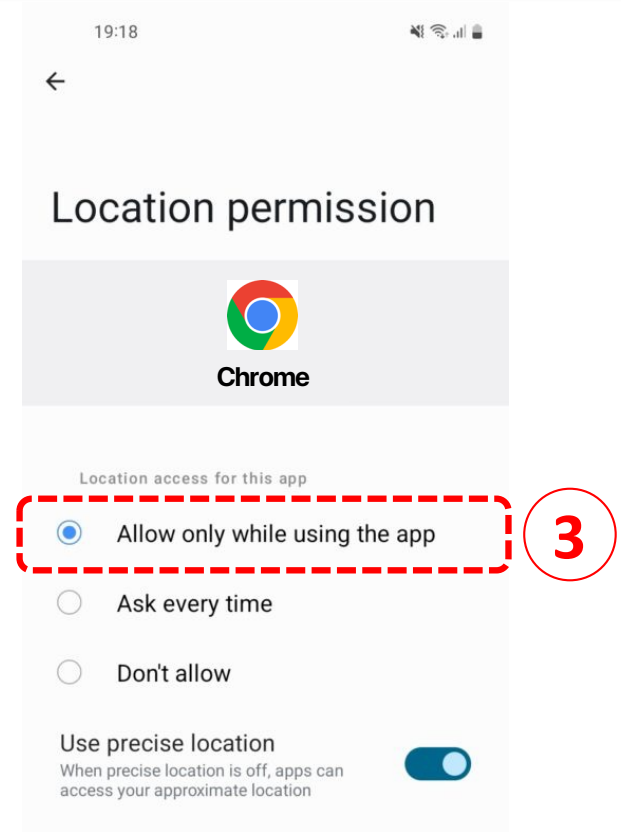 19:18
Location permission
Chrome
Location access for this app
Allow only while using the app
3
Ask every time
Don't allow
Use precise location
When precise location is off, apps can
access your approximate location